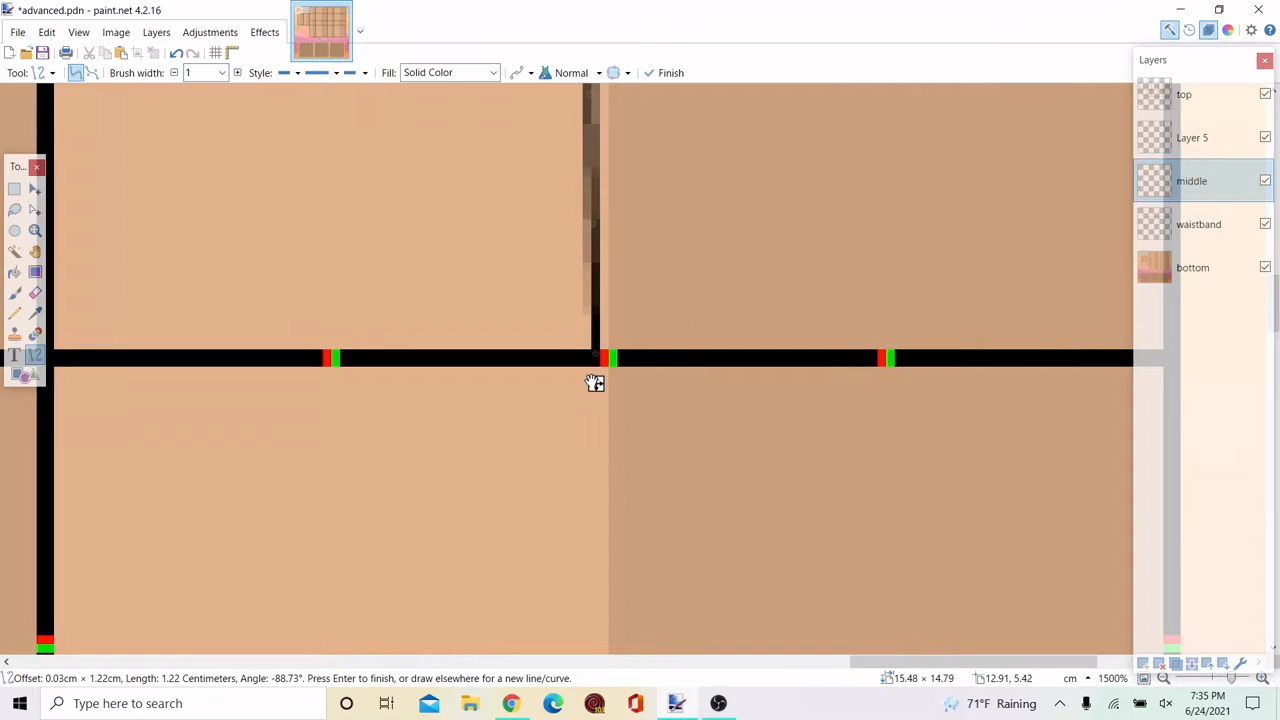 *advanced.pdn - paint.net 4.2.16
File Edit View Image Layers Adjustments Effects
Tool: Brush width: 1 Style: Fill: Solid Color Normal Finish
Layers
top
Layer 5
To...
middle
waistband
bottom
T
Offset: 0.03cm × 1.22cm, Length: 1.22 Centimeters, Angle: -88.73°. Press Enter to finish, or draw elsewhere for a new line/curve. 15.48 × 14.79 12.91, 5.42 cm 1500%
Type here to search 71°F Raining 7:35 PM
6/24/2021